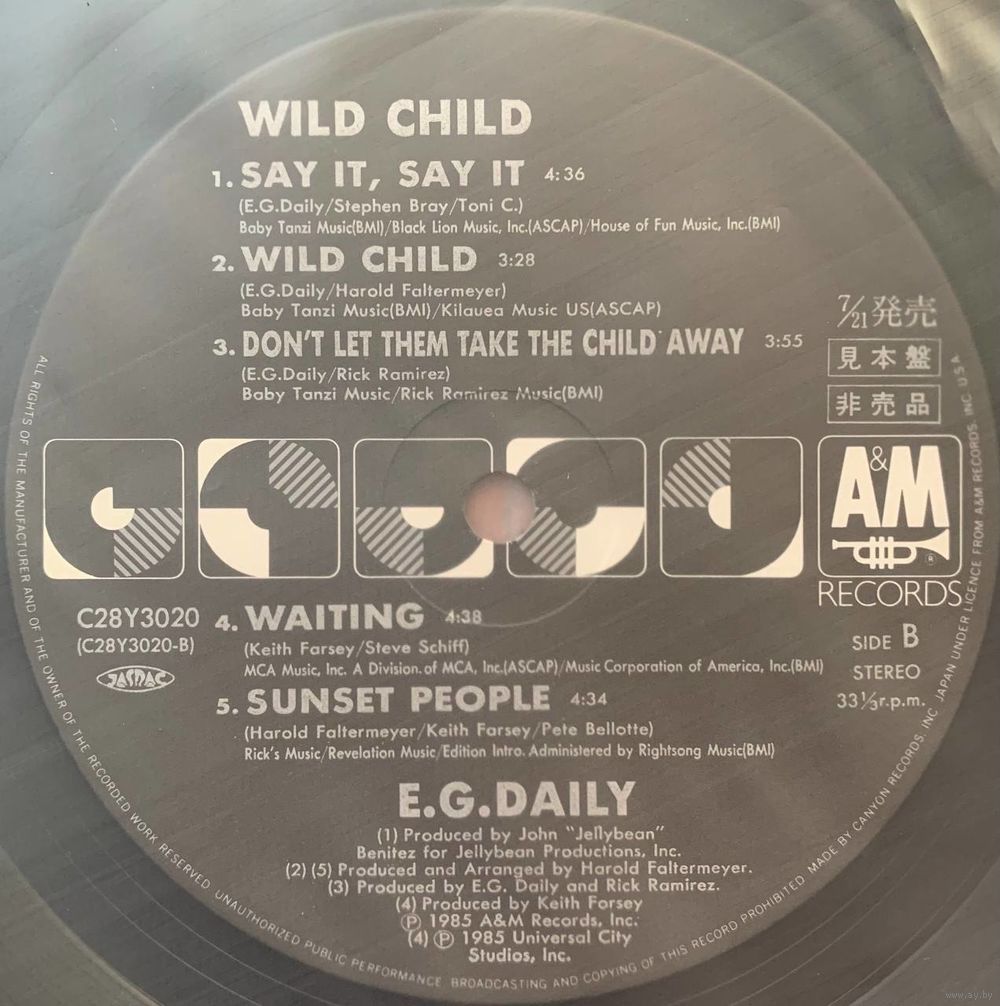 WILD CHILD
1. SAY IT, SAY IT 4:36
(E.G.Daily/Stephen Bray/Toni C.)
Baby Tanzi Music(BMI)/Black Lion Music, Inc.(ASCAP)/House of Fun Music, Inc.(BMI)
2. WILD CHILD 3:28
(E.G.Daily/Harold Faltermeyer)
Baby Tanzi Music(BMI)/Kilauea Music US(ASCAP)
3. DON'T LET THEM TAKE THE CHILD AWAY 3:55
(E.G.Daily/Rick Ramirez)
Baby Tanzi Music/Rick Ramirez Music(BMI)
7/21発売
見本盤
非売品
A&M
®
RECORDS
C28Y3020
(C28Y3020-B)
JASRAC
4. WAITING 4:38
(Keith Farsey/Steve Schiff)
MCA Music, Inc. A Division. of MCA, Inc.(ASCAP)/Music Corporation of America, Inc.(BMI)
5. SUNSET PEOPLE 4:34
(Harold Faltermeyer/Keith Forsey/Pete Bellotte)
Rick's Music/Revelation Music/Edition Intro. Administered by Rightsong Music(BMI)
SIDE B
STEREO
33⅓r.p.m.
E.G.DAILY
(1) Produced by John "Jellybean"
Benitez for Jellybean Productions, Inc.
(2) (5) Produced and Arranged by Harold Faltermeyer.
(3) Produced by E.G. Daily and Rick Ramirez.
(4) Produced by Keith Forsey
Ⓟ 1985 A&M Records, Inc.
(4) Ⓟ 1985 Universal City
Studios, Inc.
ALL RIGHTS OF THE MANUFACTURER AND OF THE OWNER OF THE RECORDED WORK RESERVED. UNAUTHORIZED PUBLIC PERFORMANCE, BROADCASTING AND COPYING OF THIS RECORD PROHIBITED. MADE BY CANYON RECORDS, INC. JAPAN UNDER LICENCE FROM A&M RECORDS, INC. U.S.A.
www.ay.by